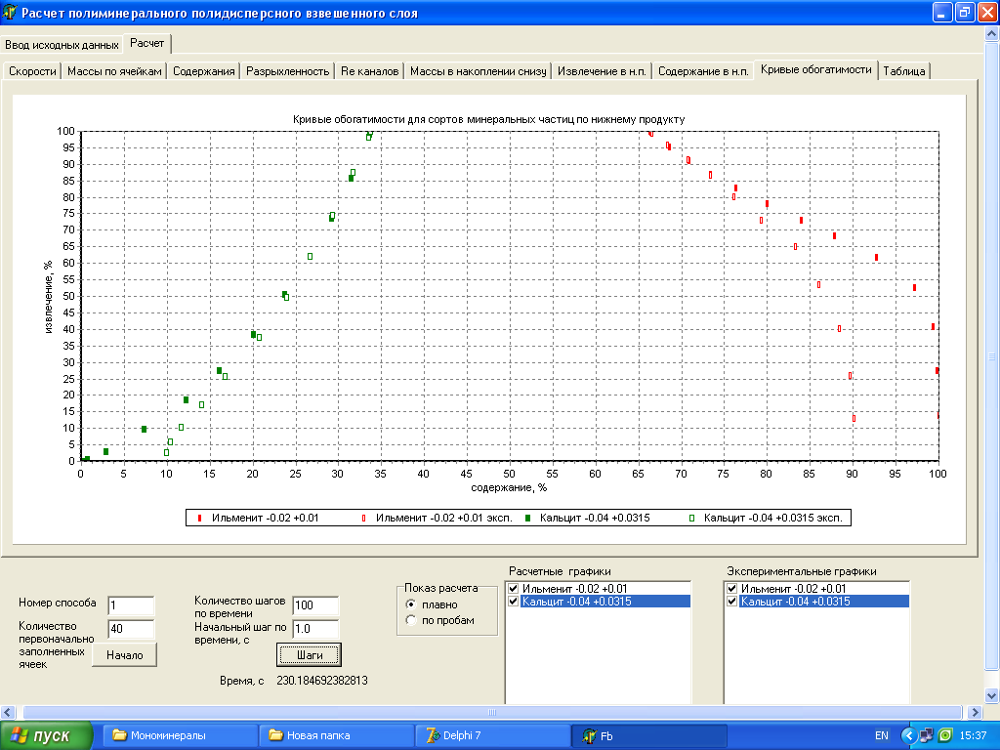 Расчет полиминерального полидисперсного взвешенного слоя
Ввод исходных данных Расчет
Скорости Массы по ячейкам Содержания Разрыхленность Re каналов Массы в накоплении снизу Извлечение в н.п. Содержание в н.п. Кривые обогатимости Таблица
Кривые обогатимости для сортов минеральных частиц по нижнему продукту
100
95
90
85
80
75
70
65
60
55
50
45
40
35
30
25
20
15
10
5
0
извлечение, %
0 5 10 15 20 25 30 35 40 45 50 55 60 65 70 75 80 85 90 95 100
содержание, %
Ильменит -0.02 +0.01 Ильменит -0.02 +0.01 эксп. Кальцит -0.04 +0.0315 Кальцит -0.04 +0.0315 эксп.
Номер способа 1
Количество первоначально заполненных ячеек 40
Начало
Количество шагов по времени 100
Начальный шаг по времени, с 1.0
Шаги
Время, с 230.184692382813
Показ расчета
плавно
по пробам
Расчетные графики
Ильменит -0.02 +0.01
Кальцит -0.04 +0.0315
Экспериментальные графики
Ильменит -0.02 +0.01
Кальцит -0.04 +0.0315
пуск Мономинералы Новая папка Delphi 7 Fb EN 15:37